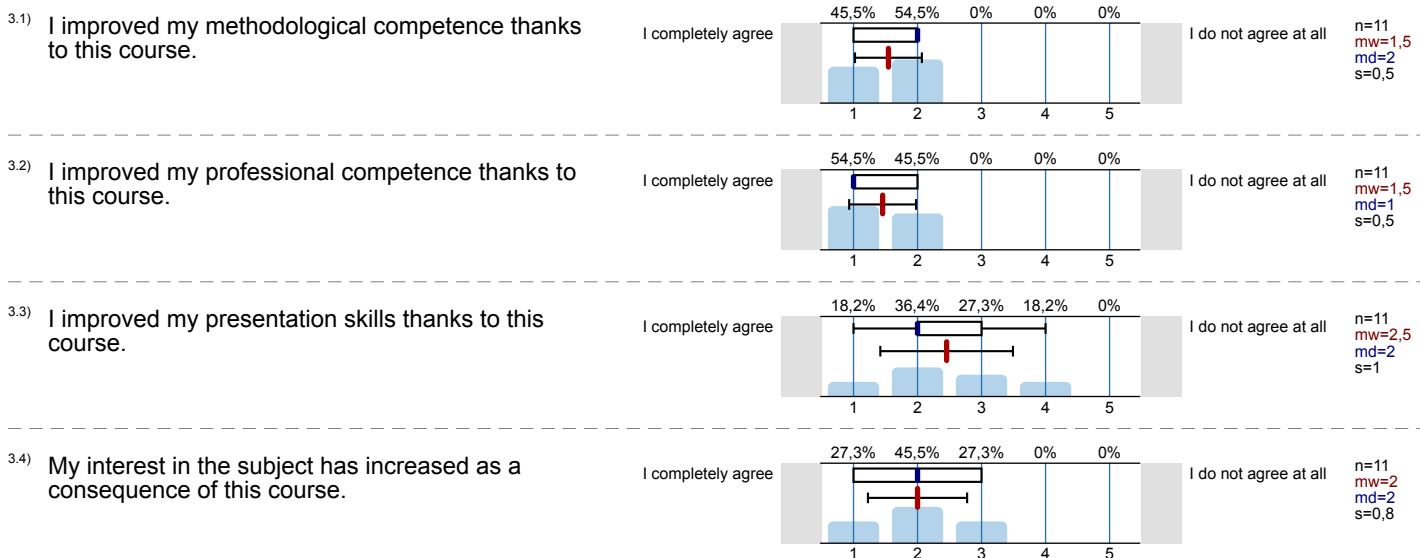 3.1) I improved my methodological competence thanks
to this course.
45,5% 54,5% 0% 0% 0%
I completely agree
I do not agree at all
n=11
mw=1,5
md=2
s=0,5
1 2 3 4 5
3.2) I improved my professional competence thanks to
this course.
54,5% 45,5% 0% 0% 0%
I completely agree
I do not agree at all
n=11
mw=1,5
md=1
s=0,5
1 2 3 4 5
3.3) I improved my presentation skills thanks to this
course.
18,2% 36,4% 27,3% 18,2% 0%
I completely agree
I do not agree at all
n=11
mw=2,5
md=2
s=1
1 2 3 4 5
3.4) My interest in the subject has increased as a
consequence of this course.
27,3% 45,5% 27,3% 0% 0%
I completely agree
I do not agree at all
n=11
mw=2
md=2
s=0,8
1 2 3 4 5